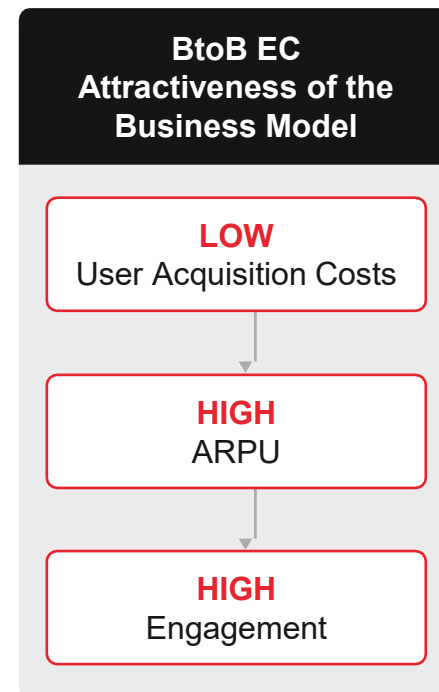 BtoB EC
Attractiveness of the
Business Model
LOW
User Acquisition Costs
HIGH
ARPU
HIGH
Engagement